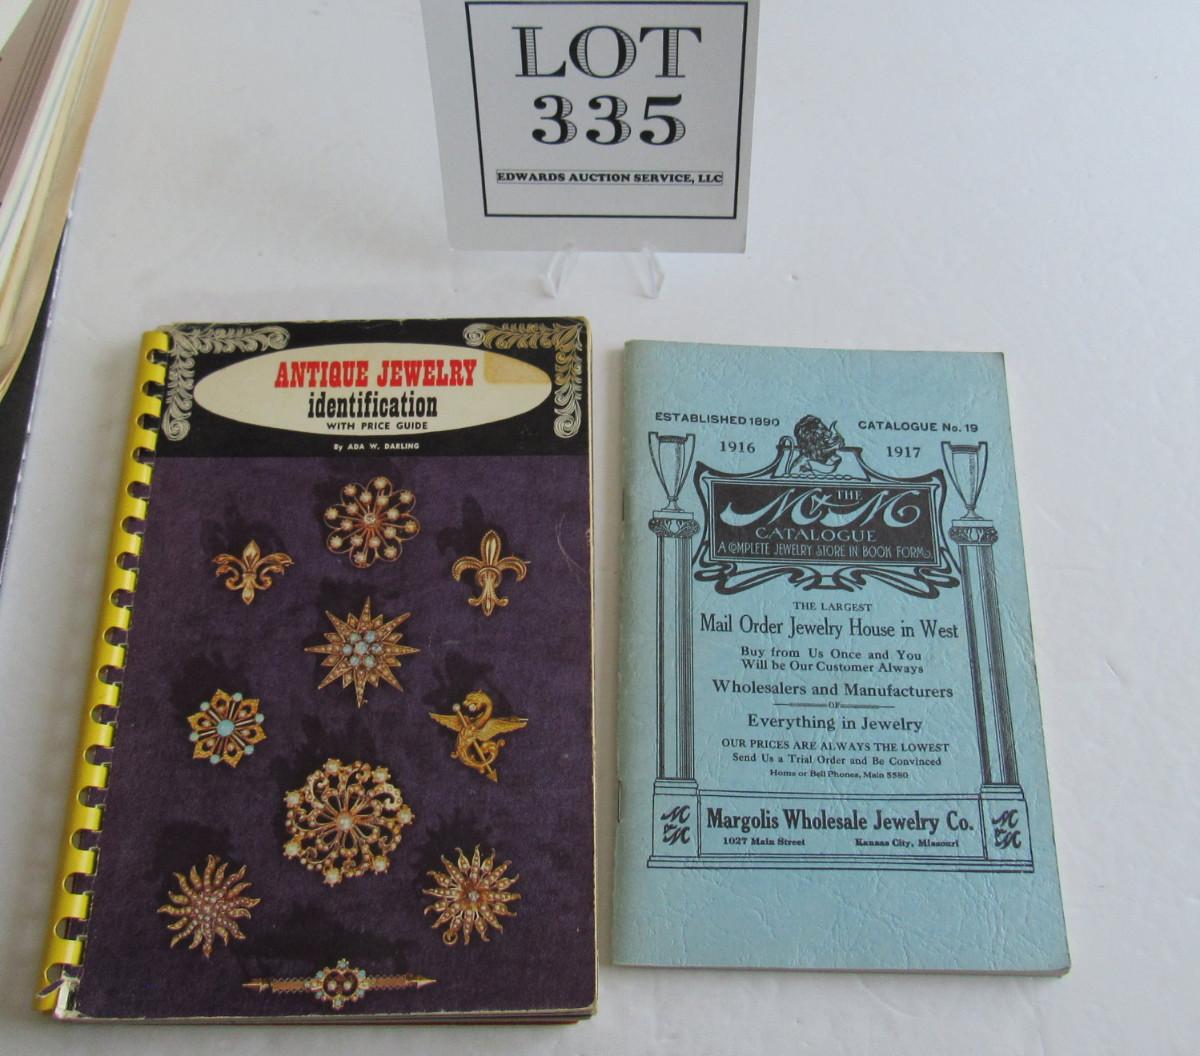 LOT
335
EDWARDS AUCTION SERVICE, LLC
ANTIQUE JEWELRY
identification
WITH PRICE GUIDE
By ADA W. DARLING
ESTABLISHED 1890 CATALOGUE No. 19
1916 1917
THE
M & M
CATALOGUE
A COMPLETE JEWELRY STORE IN BOOK FORM
THE LARGEST
Mail Order Jewelry House in West
Buy from Us Once and You
Will be Our Customer Always
Wholesalers and Manufacturers
OF
Everything in Jewelry
OUR PRICES ARE ALWAYS THE LOWEST
Send Us a Trial Order and Be Convinced
Home or Bell Phones, Main 5580
M & M Margolis Wholesale Jewelry Co. M & M
1027 Main Street Kansas City, Missouri